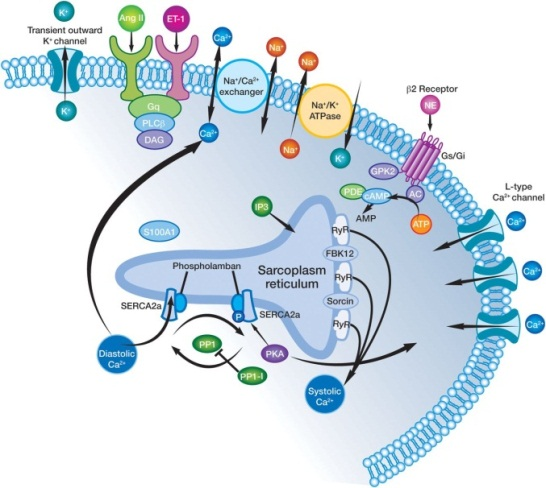 K⁺
Transient outward
K⁺ channel
K⁺
Ang II
ET-1
Gq
PLCβ
DAG
Ca²⁺
Na⁺/Ca²⁺
exchanger
Ca²⁺
Na⁺
Na⁺
Na⁺
Na⁺/K⁺
ATPase
K⁺
β2 Receptor
NE
Gs/Gi
GPK2
AC
PDE
cAMP
AMP
ATP
L-type
Ca²⁺ channel
Ca²⁺
Ca²⁺
Ca²⁺
IP3
S100A1
RyR
FBK12
RyR
Sorcin
RyR
Sarcoplasm
reticulum
Phospholamban
SERCA2a
P
SERCA2a
PP1
PKA
PP1-I
Diastolic
Ca²⁺
Systolic
Ca²⁺